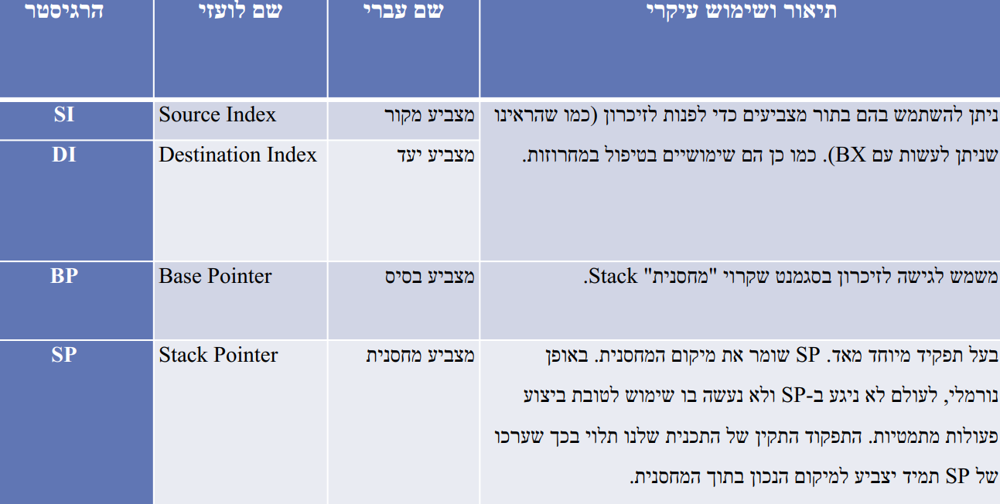 הרגיסטר שם לועזי שם עברי תיאור ושימוש עיקרי
SI Source Index מצביע מקור ניתן להשתמש בהם בתור מצביעים כדי לפנות לזיכרון (כמו שהראינו
DI Destination Index מצביע יעד שניתן לעשות עם BX). כמו כן הם שימושיים בטיפול במחרוזות.
BP Base Pointer מצביע בסיס משמש לגישה לזיכרון בסגמנט שקרוי "מחסנית" Stack.
SP Stack Pointer מצביע מחסנית בעל תפקיד מיוחד מאד. SP שומר את מיקום המחסנית. באופן
נורמלי, לעולם לא ניגע ב-SP ולא נעשה בו שימוש לטובת ביצוע
פעולות מתמטיות. התפקוד התקין של התכנית שלנו תלוי בכך שערכו
של SP תמיד יצביע למיקום הנכון בתוך המחסנית.